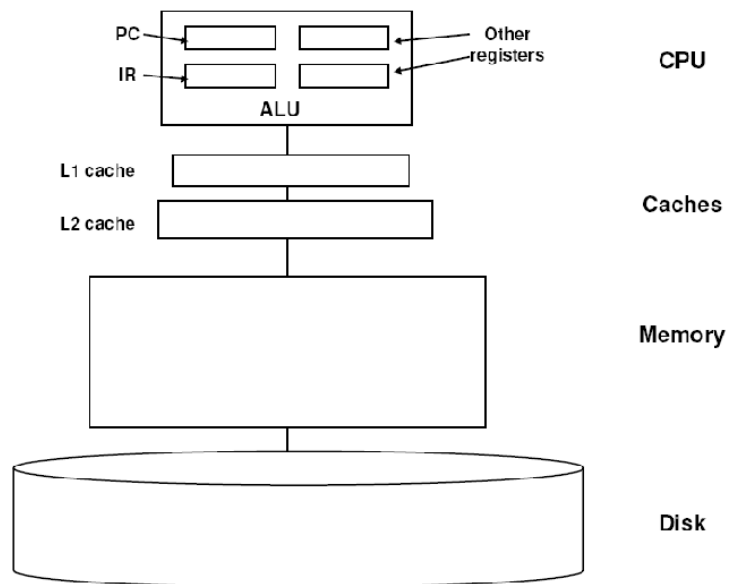 PC
Other
registers
CPU
IR
ALU
L1 cache
Caches
L2 cache
Memory
Disk